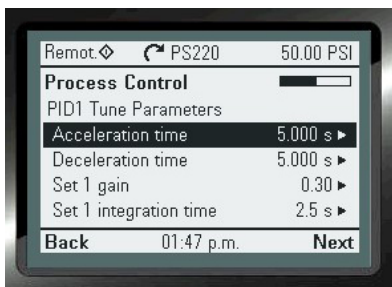 Remot. PS220 50.00 PSI
Process Control
PID1 Tune Parameters
Acceleration time 5.000 s
Deceleration time 5.000 s
Set 1 gain 0.30
Set 1 integration time 2.5 s
Back 01:47 p.m. Next